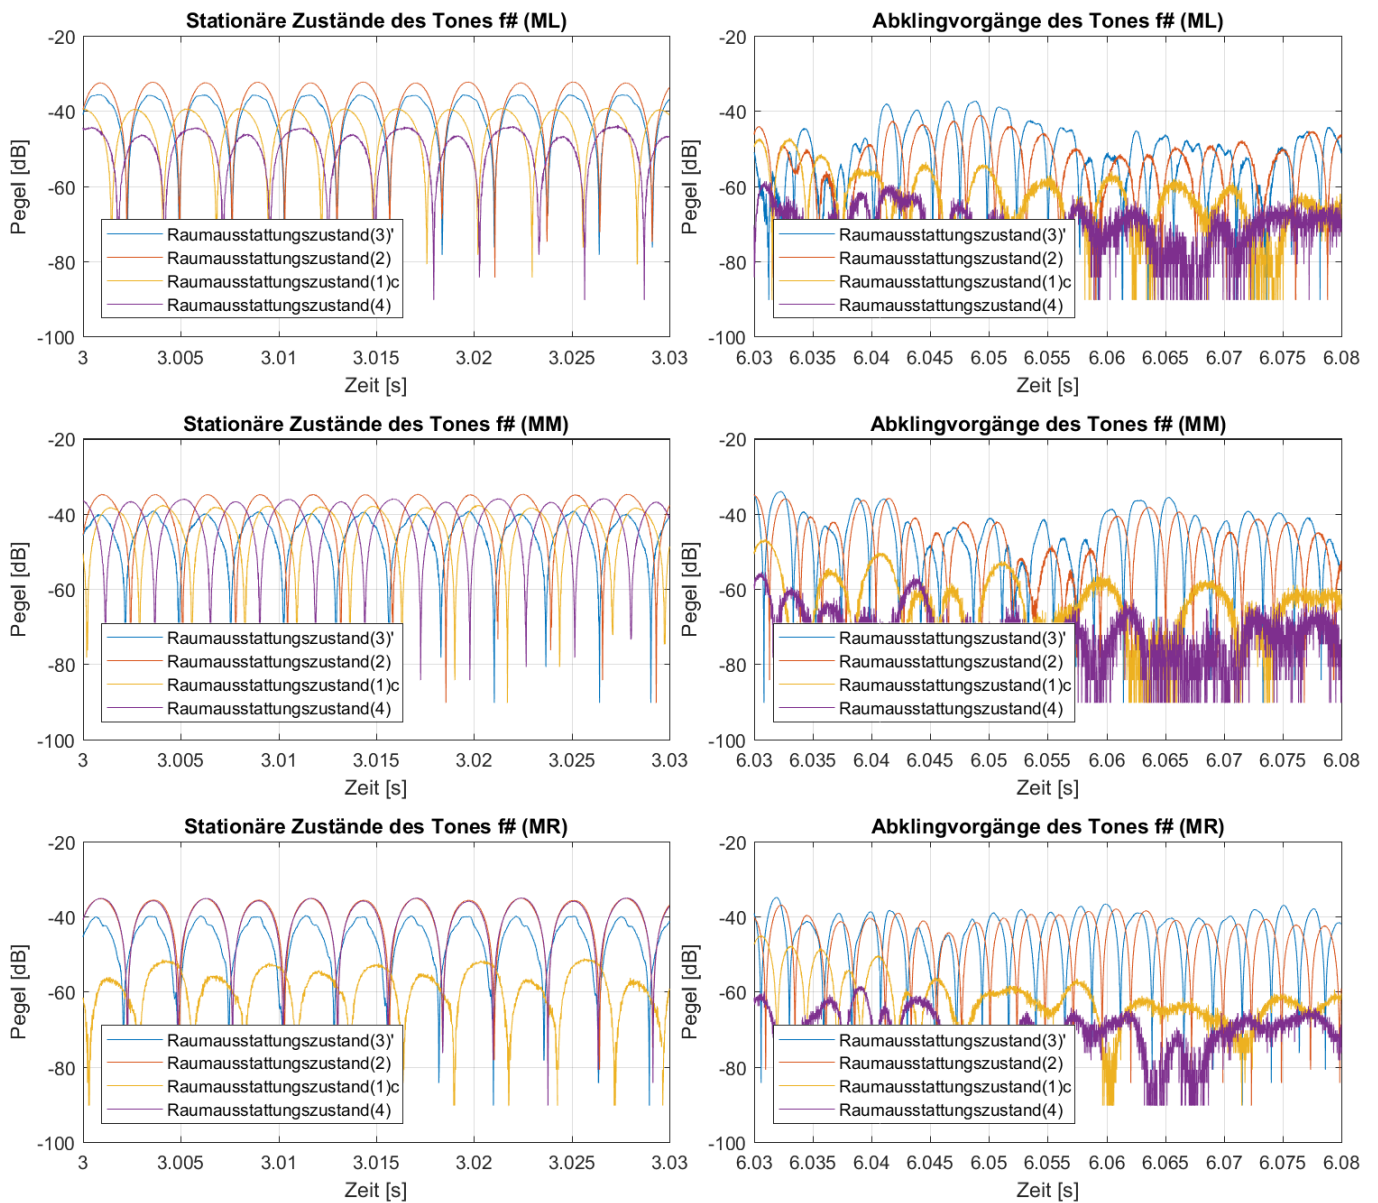 Stationäre Zustände des Tones f# (ML)
-20
-40
-60
-80
-100
Pegel [dB]
Raumausstattungszustand(3)'
Raumausstattungszustand(2)
Raumausstattungszustand(1)c
Raumausstattungszustand(4)
3 3.005 3.01 3.015 3.02 3.025 3.03
Zeit [s]
Abklingvorgänge des Tones f# (ML)
-20
-40
-60
-80
-100
Pegel [dB]
Raumausstattungszustand(3)'
Raumausstattungszustand(2)
Raumausstattungszustand(1)c
Raumausstattungszustand(4)
6.03 6.035 6.04 6.045 6.05 6.055 6.06 6.065 6.07 6.075 6.08
Zeit [s]
Stationäre Zustände des Tones f# (MM)
-20
-40
-60
-80
-100
Pegel [dB]
Raumausstattungszustand(3)'
Raumausstattungszustand(2)
Raumausstattungszustand(1)c
Raumausstattungszustand(4)
3 3.005 3.01 3.015 3.02 3.025 3.03
Zeit [s]
Abklingvorgänge des Tones f# (MM)
-20
-40
-60
-80
-100
Pegel [dB]
Raumausstattungszustand(3)'
Raumausstattungszustand(2)
Raumausstattungszustand(1)c
Raumausstattungszustand(4)
6.03 6.035 6.04 6.045 6.05 6.055 6.06 6.065 6.07 6.075 6.08
Zeit [s]
Stationäre Zustände des Tones f# (MR)
-20
-40
-60
-80
-100
Pegel [dB]
Raumausstattungszustand(3)'
Raumausstattungszustand(2)
Raumausstattungszustand(1)c
Raumausstattungszustand(4)
3 3.005 3.01 3.015 3.02 3.025 3.03
Zeit [s]
Abklingvorgänge des Tones f# (MR)
-20
-40
-60
-80
-100
Pegel [dB]
Raumausstattungszustand(3)'
Raumausstattungszustand(2)
Raumausstattungszustand(1)c
Raumausstattungszustand(4)
6.03 6.035 6.04 6.045 6.05 6.055 6.06 6.065 6.07 6.075 6.08
Zeit [s]